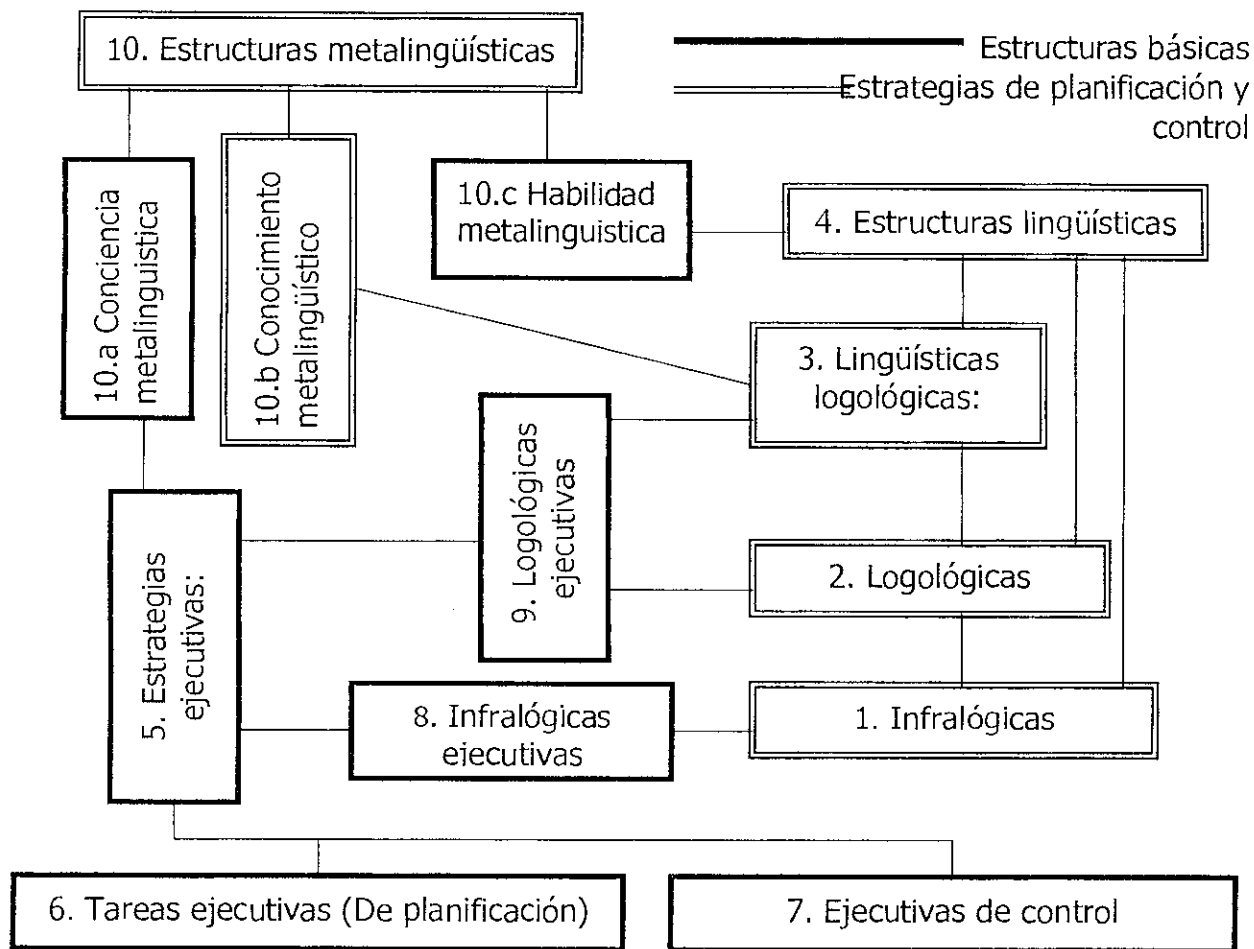 10. Estructuras metalingüísticas
Estructuras básicas
Estrategias de planificación y
control
10.a Conciencia
metalinguistica
10.b Conocimiento
metalingüístico
10.c Habilidad
metalinguistica
4. Estructuras lingüísticas
3. Lingüísticas
logológicas:
9. Logológicas
ejecutivas
5. Estrategias
ejecutivas:
2. Logológicas
8. Infralógicas
ejecutivas
1. Infralógicas
6. Tareas ejecutivas (De planificación)
7. Ejecutivas de control